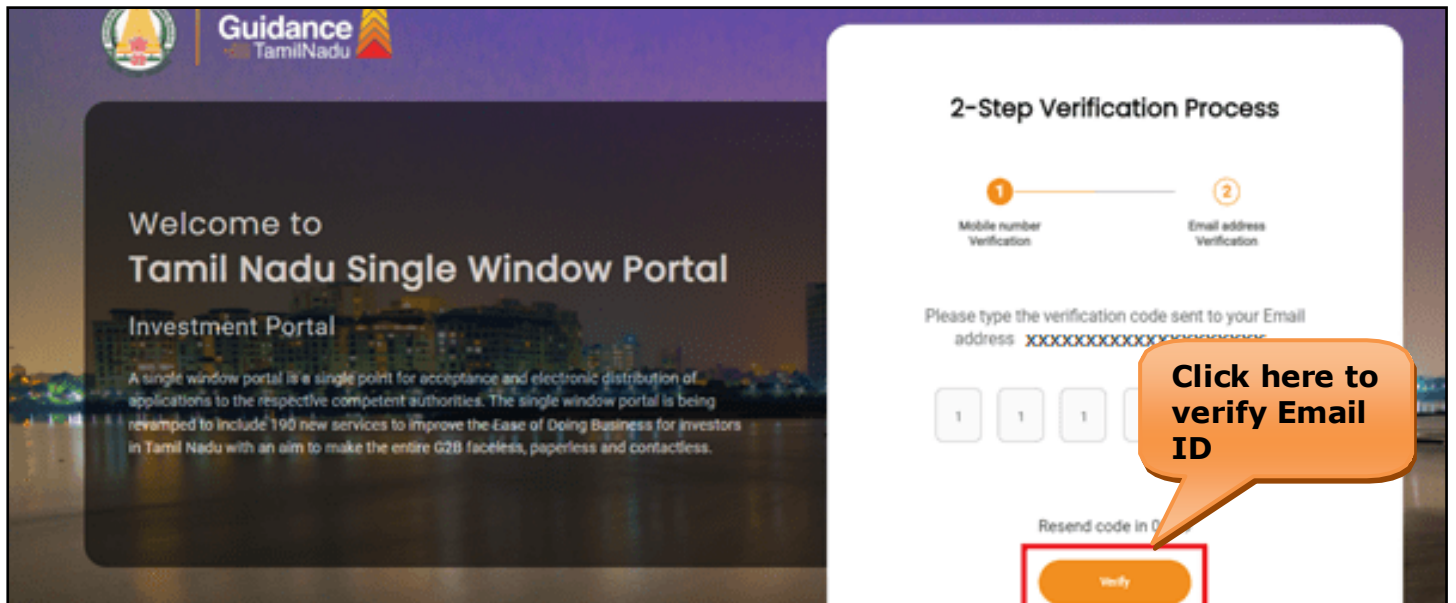 Guidance
TamilNadu
Welcome to
Tamil Nadu Single Window Portal
Investment Portal
A single window portal is a single point for acceptance and electronic distribution of
applications to the respective competent authorities. The single window portal is being
revamped to include 190 new services to improve the Ease of Doing Business for investors
in Tamil Nadu with an aim to make the entire G2B faceless, paperless and contactless.
2-Step Verification Process
1
2
Mobile number
Verification
Email address
Verification
Please type the verification code sent to your Email
address
1 1 1
Click here to
verify Email
ID
Resend code in
Verify